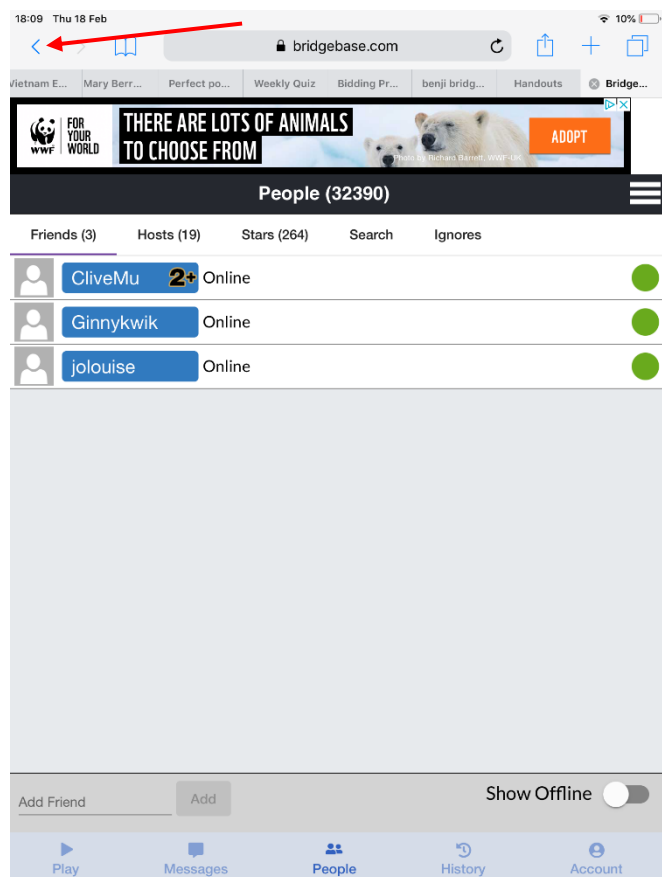 18:09 Thu 18 Feb 10%
bridgebase.com
Vietnam E... Mary Berr... Perfect po... Weekly Quiz Bidding Pr... benji bridg... Handouts Bridge...
WWF
FOR
YOUR
WORLD
THERE ARE LOTS OF ANIMALS
TO CHOOSE FROM
Photo by Richard Barrett, WWF-UK
ADOPT
People (32390)
Friends (3) Hosts (19) Stars (264) Search Ignores
CliveMu 2+ Online
Ginnykwik Online
jolouise Online
Add Friend Add Show Offline
Play Messages People History Account